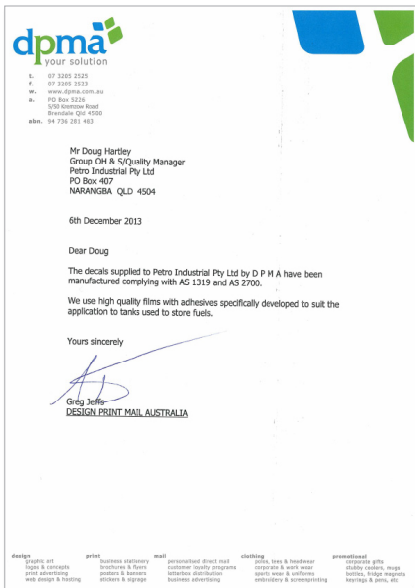 dpma
your solution
t. 07 3205 2525
f. 07 3205 2533
w. www.dpma.com.au
a. PO Box 5226
5/50 Kremzow Road
Brendale Qld 4500
abn. 94 736 281 483
Mr Doug Hartley
Group OH & S/Quality Manager
Petro Industrial Pty Ltd
PO Box 407
NARANGBA QLD 4504
6th December 2013
Dear Doug
The decals supplied to Petro Industrial Pty Ltd by D P M A have been
manufactured complying with AS 1319 and AS 2700.
We use high quality films with adhesives specifically developed to suit the
application to tanks used to store fuels.
Yours sincerely
Greg Jeffs
DESIGN PRINT MAIL AUSTRALIA
design
graphic art
logos & concepts
print advertising
web design & hosting
print
business stationery
brochures & flyers
posters & banners
stickers & signage
mail
personalised direct mail
customer loyalty programs
letterbox distribution
business advertising
clothing
polos, tees & headwear
corporate & work wear
sports wear & uniforms
embroidery & screenprinting
promotional
corporate gifts
stubby coolers, mugs
bottles, fridge magnets
keyrings & pens, etc